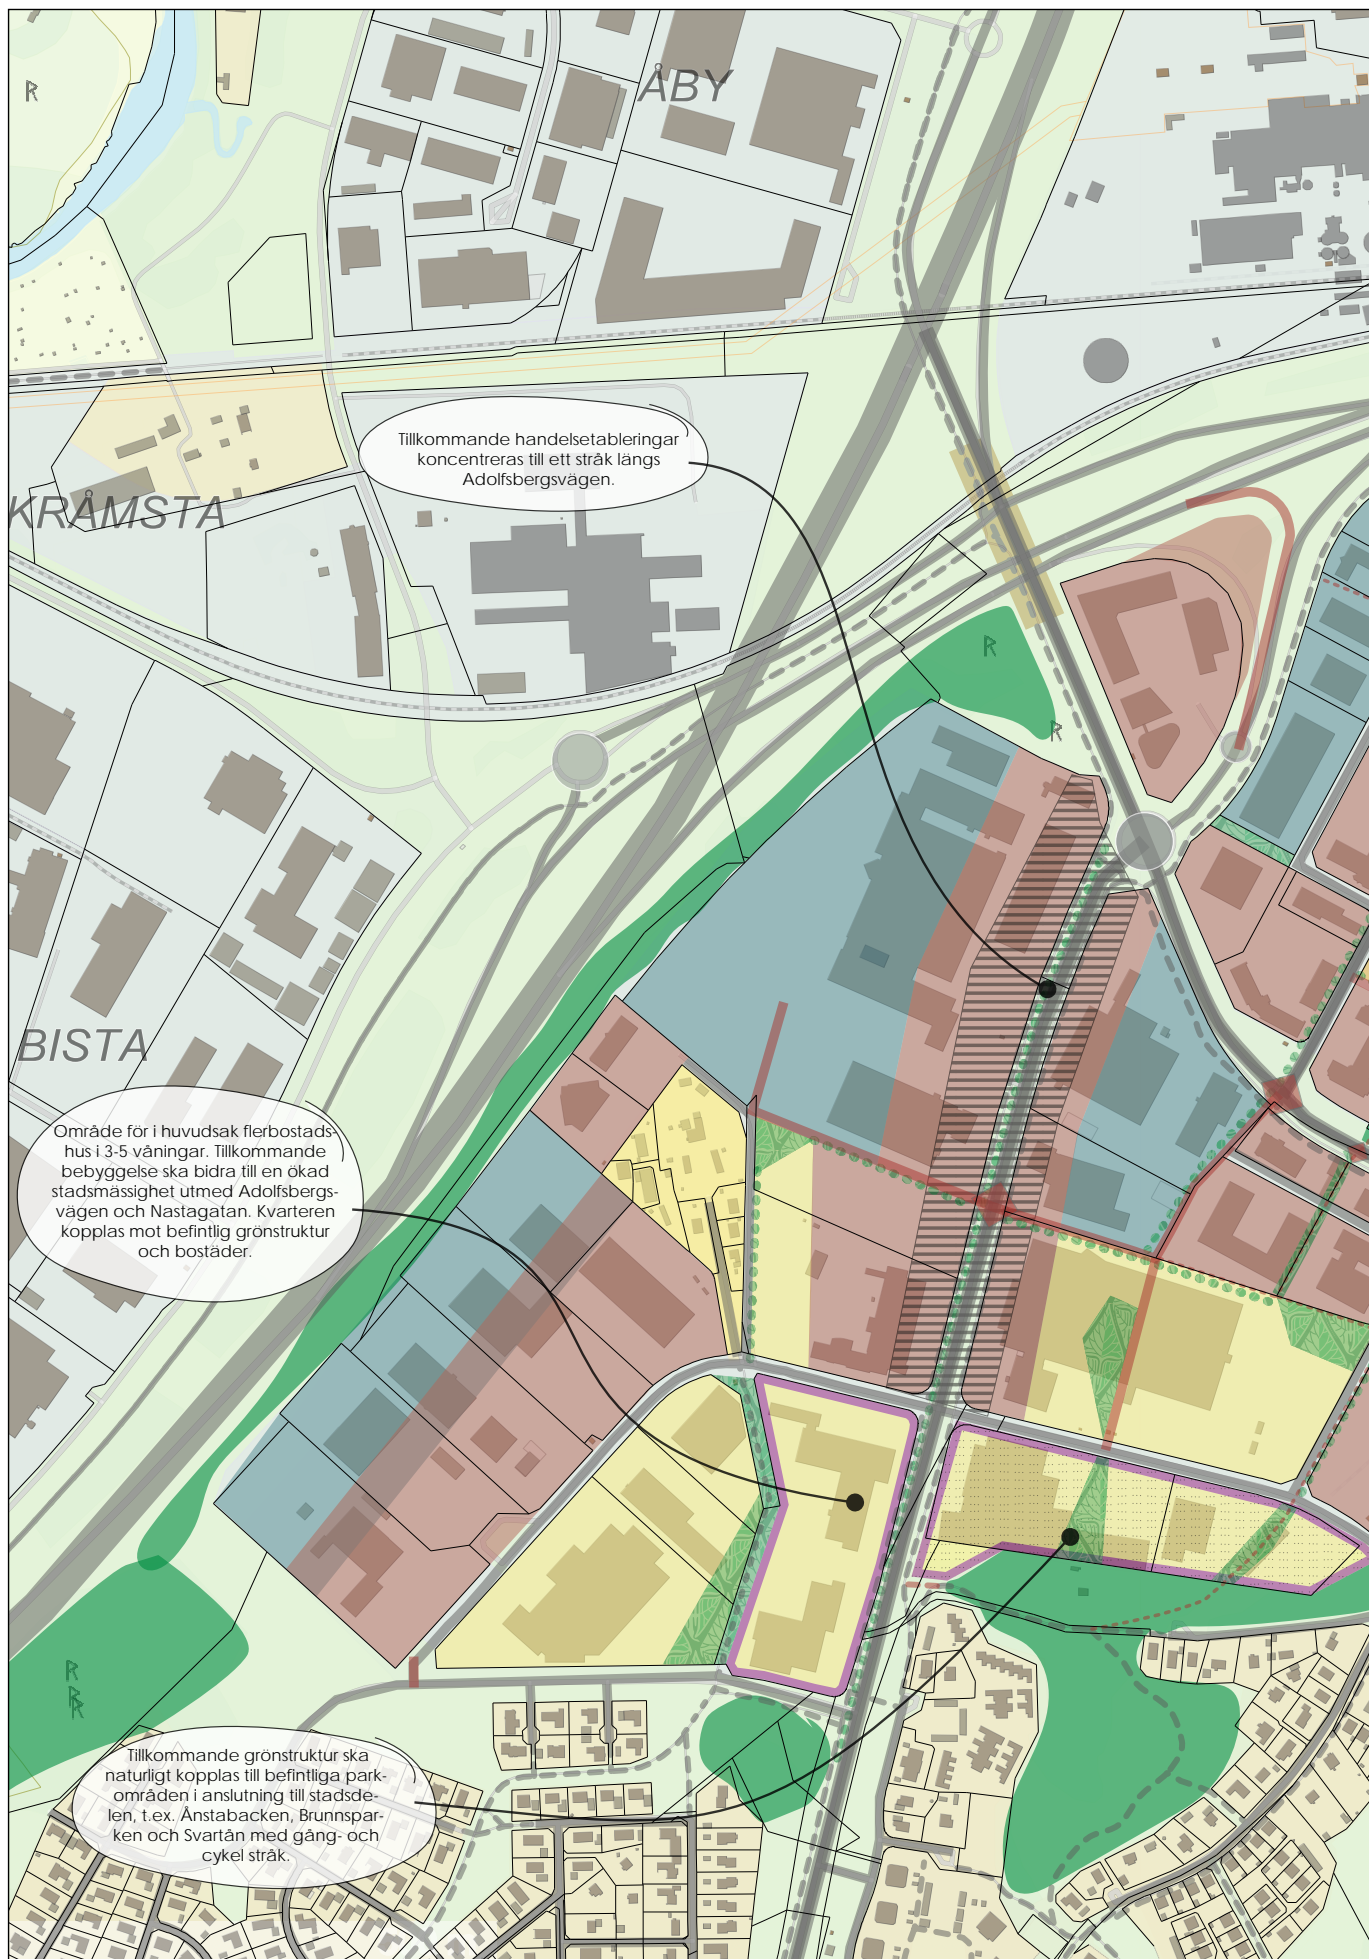 R
ÅBY
Tillkommande handelsetableringar
koncentreras till ett stråk längs
Adolfsbergsvägen.
KRÅMSTA
R
R
BISTA
Område för i huvudsak flerbostads-
hus i 3-5 våningar. Tillkommande
bebyggelse ska bidra till en ökad
stadsmässighet utmed Adolfsbergs-
vägen och Nastagatan. Kvarteren
kopplas mot befintlig grönstruktur
och bostäder.
R
R
R
Tillkommande grönstruktur ska
naturligt kopplas till befintliga park-
områden i anslutning till stadsde-
len, t.ex. Ånstabacken, Brunnspar-
ken och Svartån med gång- och
cykel stråk.